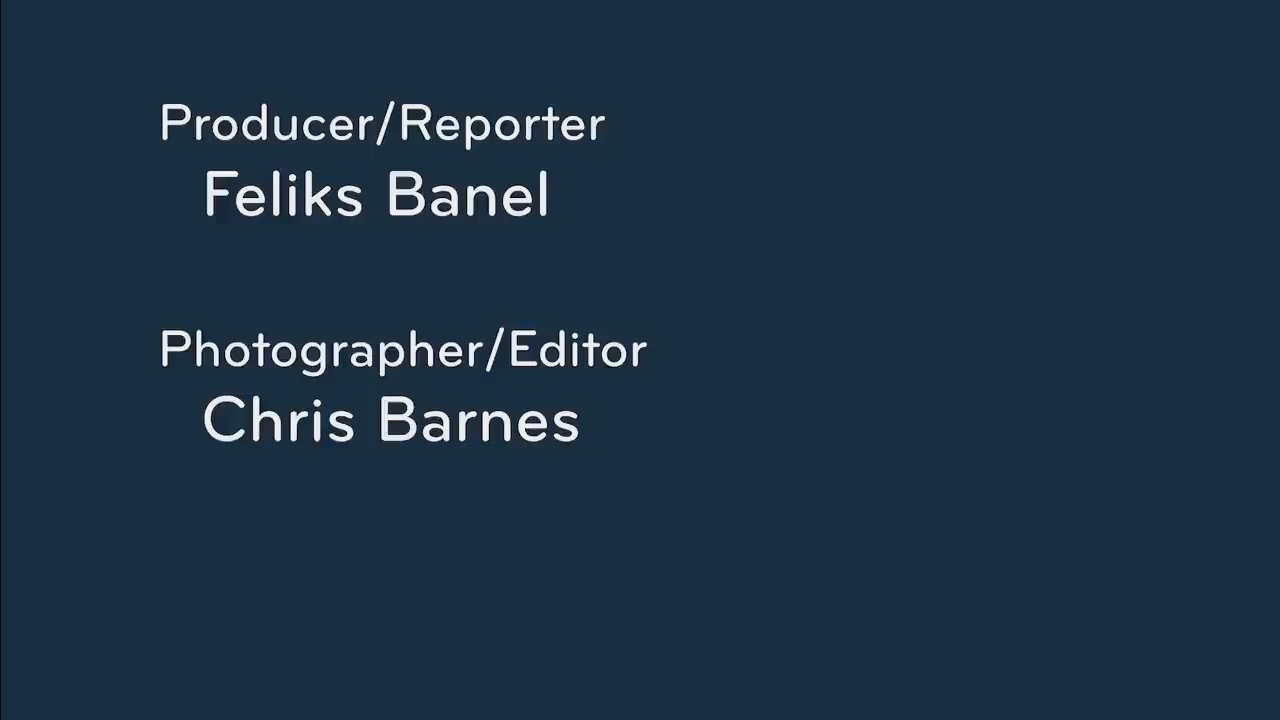 Producer/Reporter
Feliks Banel
Photographer/Editor
Chris Barnes